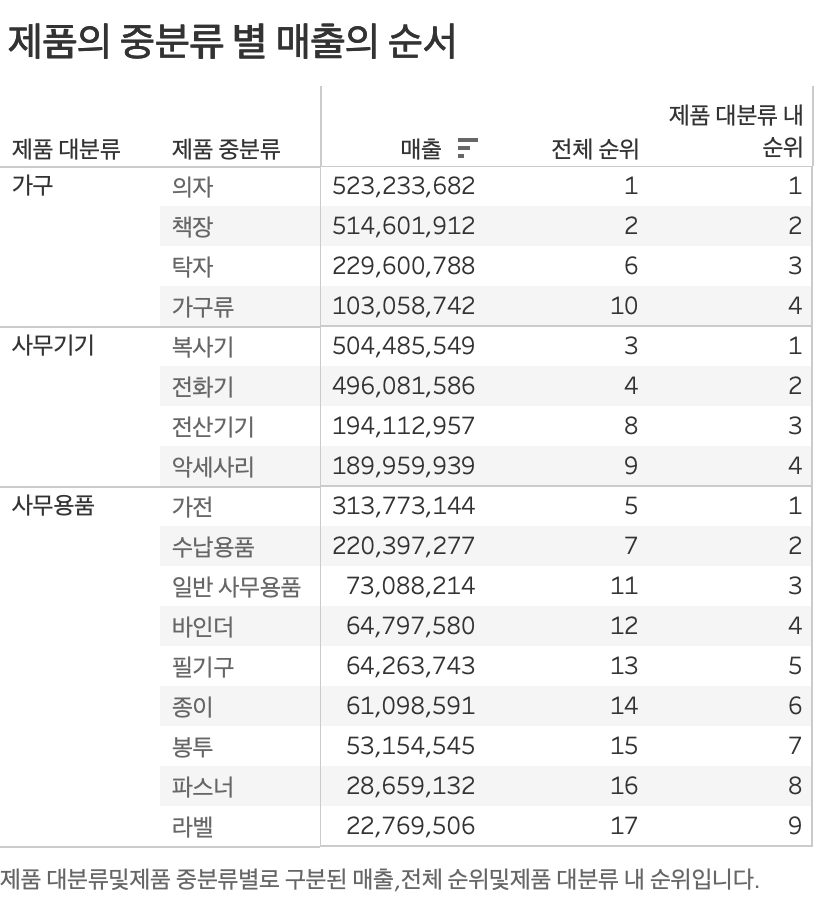 제품의 중분류 별 매출의 순서
제품 대분류 제품 중분류 매출 전체 순위 제품 대분류 내 순위
가구 의자 523,233,682 1 1
책장 514,601,912 2 2
탁자 229,600,788 6 3
가구류 103,058,742 10 4
사무기기 복사기 504,485,549 3 1
전화기 496,081,586 4 2
전산기기 194,112,957 8 3
악세사리 189,959,939 9 4
사무용품 가전 313,773,144 5 1
수납용품 220,397,277 7 2
일반 사무용품 73,088,214 11 3
바인더 64,797,580 12 4
필기구 64,263,743 13 5
종이 61,098,591 14 6
봉투 53,154,545 15 7
파스너 28,659,132 16 8
라벨 22,769,506 17 9
제품 대분류및제품 중분류별로 구분된 매출,전체 순위및제품 대분류 내 순위입니다.